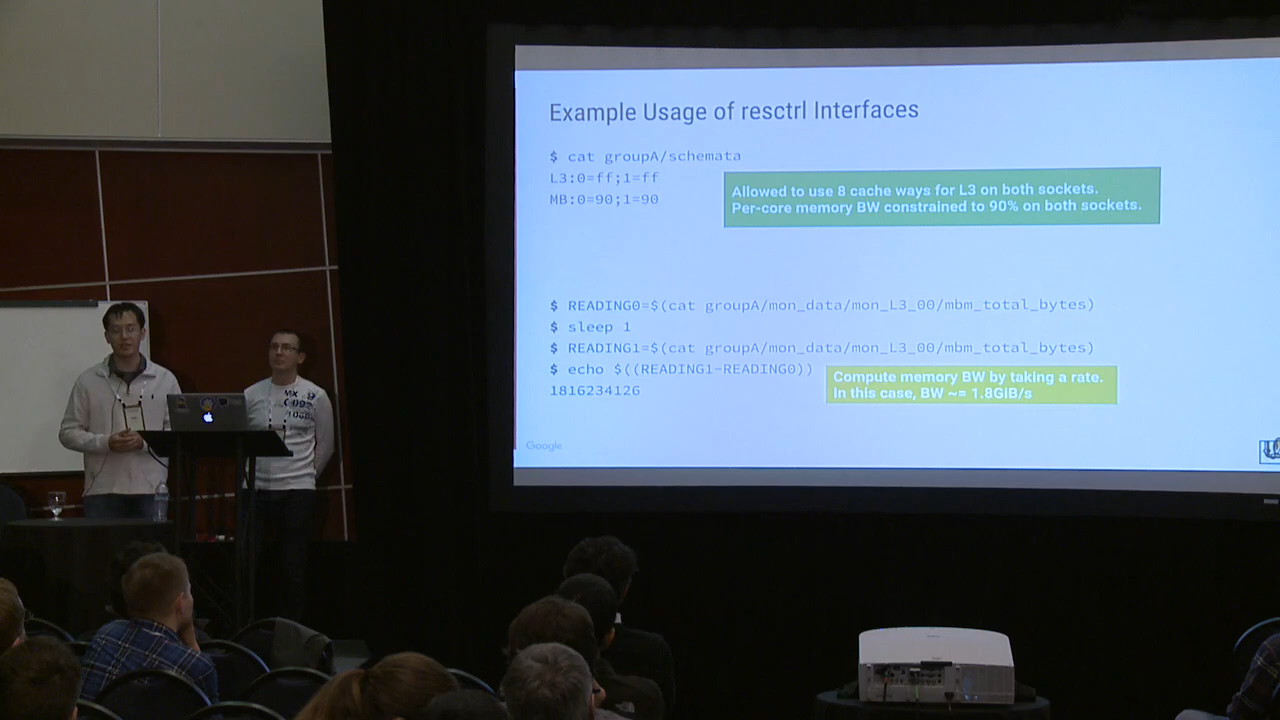 Example Usage of resctrl Interfaces
$ cat groupA/schemata
L3:0=ff;1=ff
MB:0=90;1=90
Allowed to use 8 cache ways for L3 on both sockets.
Per-core memory BW constrained to 90% on both sockets.
$ READING0=$(cat groupA/mon_data/mon_L3_00/mbm_total_bytes)
$ sleep 1
$ READING1=$(cat groupA/mon_data/mon_L3_00/mbm_total_bytes)
$ echo $((READING1-READING0))
1816234126
Compute memory BW by taking a rate.
In this case, BW ~= 1.8GiB/s
Google